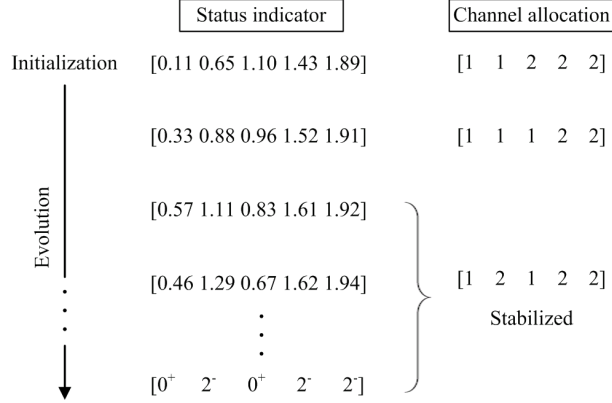 Status indicator Channel allocation
Initialization [0.11 0.65 1.10 1.43 1.89] [1 1 2 2 2]
[0.33 0.88 0.96 1.52 1.91] [1 1 1 2 2]
[0.57 1.11 0.83 1.61 1.92]
Evolution
[0.46 1.29 0.67 1.62 1.94] [1 2 1 2 2]
Stabilized
[0⁺ 2⁻ 0⁺ 2⁻ 2⁻]